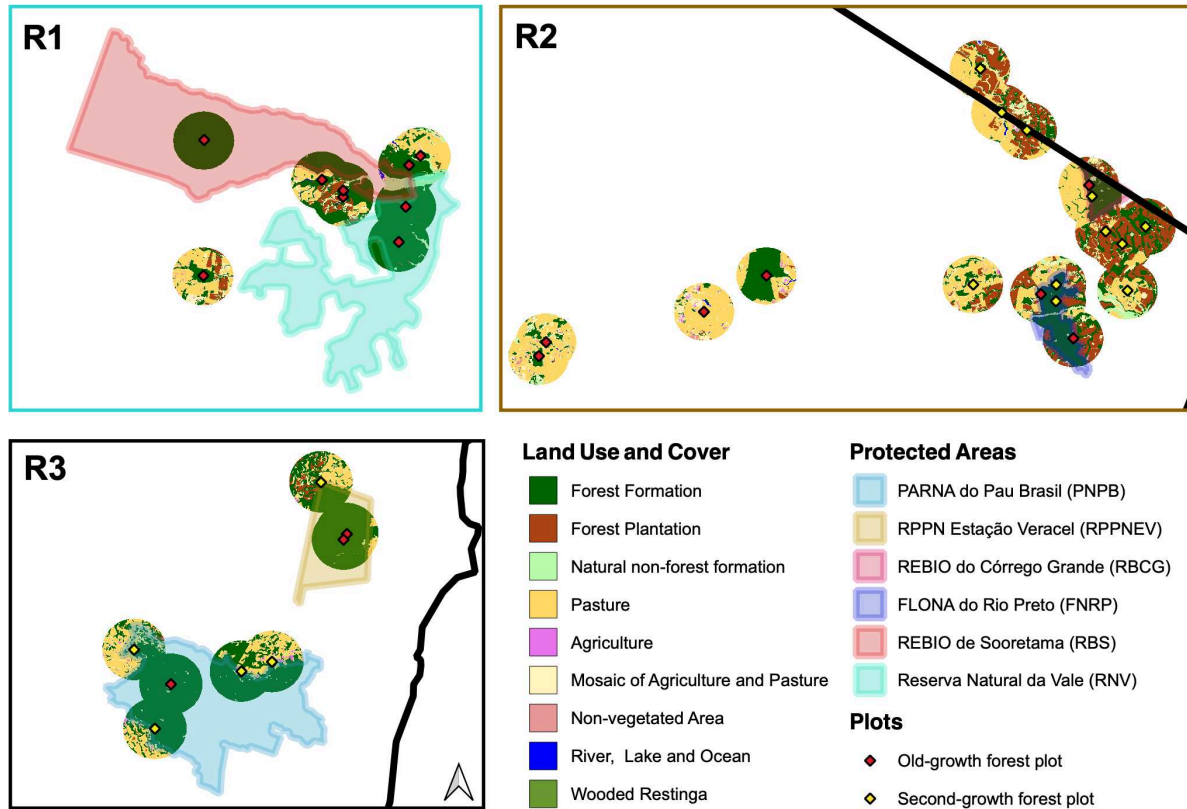 R1
R2
R3
Land Use and Cover
Forest Formation
Forest Plantation
Natural non-forest formation
Pasture
Agriculture
Mosaic of Agriculture and Pasture
Non-vegetated Area
River, Lake and Ocean
Wooded Restinga
Protected Areas
PARNA do Pau Brasil (PNPB)
RPPN Estação Veracel (RPPNEV)
REBIO do Córrego Grande (RBCG)
FLONA do Rio Preto (FNRP)
REBIO de Sooretama (RBS)
Reserva Natural da Vale (RNV)
Plots
Old-growth forest plot
Second-growth forest plot